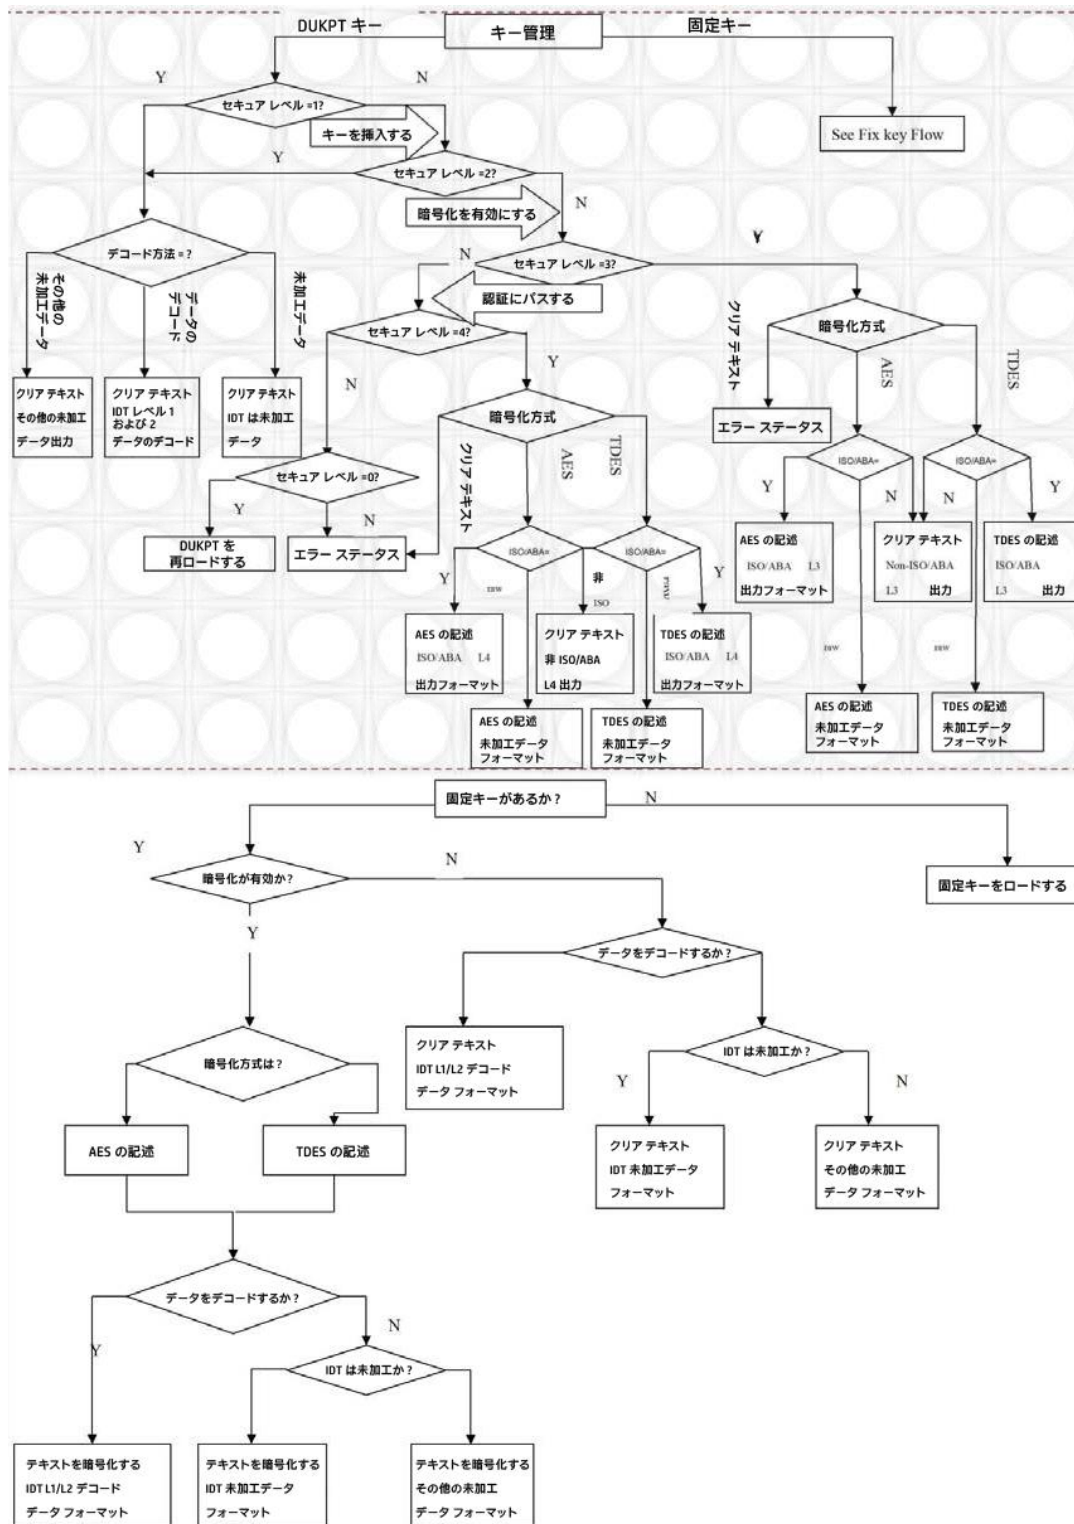 DUKPT キー
キー管理
固定キー
Y
N
セキュア レベル =1?
キーを挿入する
See Fix key Flow
Y
セキュア レベル =2?
N
暗号化を有効にする
Y
デコード方法 = ?
N
セキュア レベル =3?
その他の
未加工データ
データの
デコード
未加工データ
認証にパスする
セキュア レベル =4?
クリア テキスト
暗号化方式
AES
TDES
N
Y
クリア テキスト
その他の未加工
データ出力
クリア テキスト
IDT レベル 1
および 2
データのデコード
クリア テキスト
IDT は未加工
データ
暗号化方式
エラー ステータス
クリア テキスト
AES
TDES
セキュア レベル =0?
ISO/ABA=
ISO/ABA=
Y
N
N
Y
Y
N
DUKPT を
再ロードする
エラー ステータス
ISO/ABA=
ISO/ABA=
AES の記述
ISO/ABA L3
出力フォーマット
クリア テキスト
Non-ISO/ABA
L3 出力
TDES の記述
ISO/ABA
L3 出力
Y
raw
非
ISO
raw
Y
AES の記述
ISO/ABA L4
出力フォーマット
クリア テキスト
非 ISO/ABA
L4 出力
TDES の記述
ISO/ABA L4
出力フォーマット
raw
raw
AES の記述
未加工データ
フォーマット
TDES の記述
未加工データ
フォーマット
AES の記述
未加工データ
フォーマット
TDES の記述
未加工データ
フォーマット
固定キーがあるか ?
N
Y
暗号化が有効か ?
N
固定キーをロードする
Y
データをデコードするか ?
クリア テキスト
IDT L1/L2 デコード
データ フォーマット
IDT は未加工か ?
暗号化方式は ?
Y
N
AES の記述
TDES の記述
クリア テキスト
IDT 未加工データ
フォーマット
クリア テキスト
その他の未加工
データ フォーマット
データをデコードするか ?
N
Y
IDT は未加工か ?
テキストを暗号化する
IDT L1/L2 デコード
データ フォーマット
テキストを暗号化する
IDT 未加工データ
フォーマット
テキストを暗号化する
その他の未加工
データ フォーマット